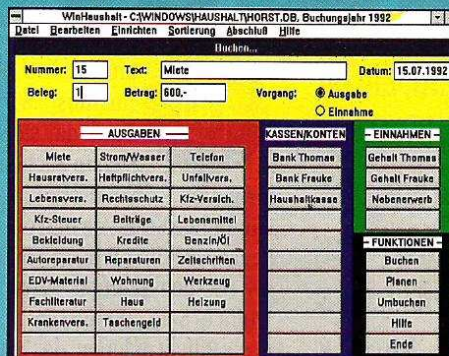 WinHaushalt - C:\WINDOWS\HAUSHALT\HORST.DB. Buchungsjahr 1992
Datei Bearbeiten Einrichten Sortierung Abschluß Hilfe
Buchen...
Nummer: 15 Text: Miete Datum: 15.07.1992
Beleg: 1 Betrag: 600,- Vorgang: Ausgabe
Einnahme
AUSGABEN KASSEN/KONTEN EINNAHMEN
Miete Strom/Wasser Telefon Bank Thomas Gehalt Thomas
Hausratvers. Haftpflichtvers. Unfallvers. Bank Frauke Gehalt Frauke
Lebensvers. Rechtsschutz Kfz-Versich. Haushaltkasse Nebenerwerb
Kfz-Steuer Beiträge Lebensmittel
Bekleidung Kredite Benzin/Öl FUNKTIONEN
Autoreparatur Reparaturen Zeitschriften Buchen
EDV-Material Wohnung Werkzeug Planen
Fachliteratur Haus Heizung Umbuchen
Krankenvers. Taschengeld Hilfe
Ende